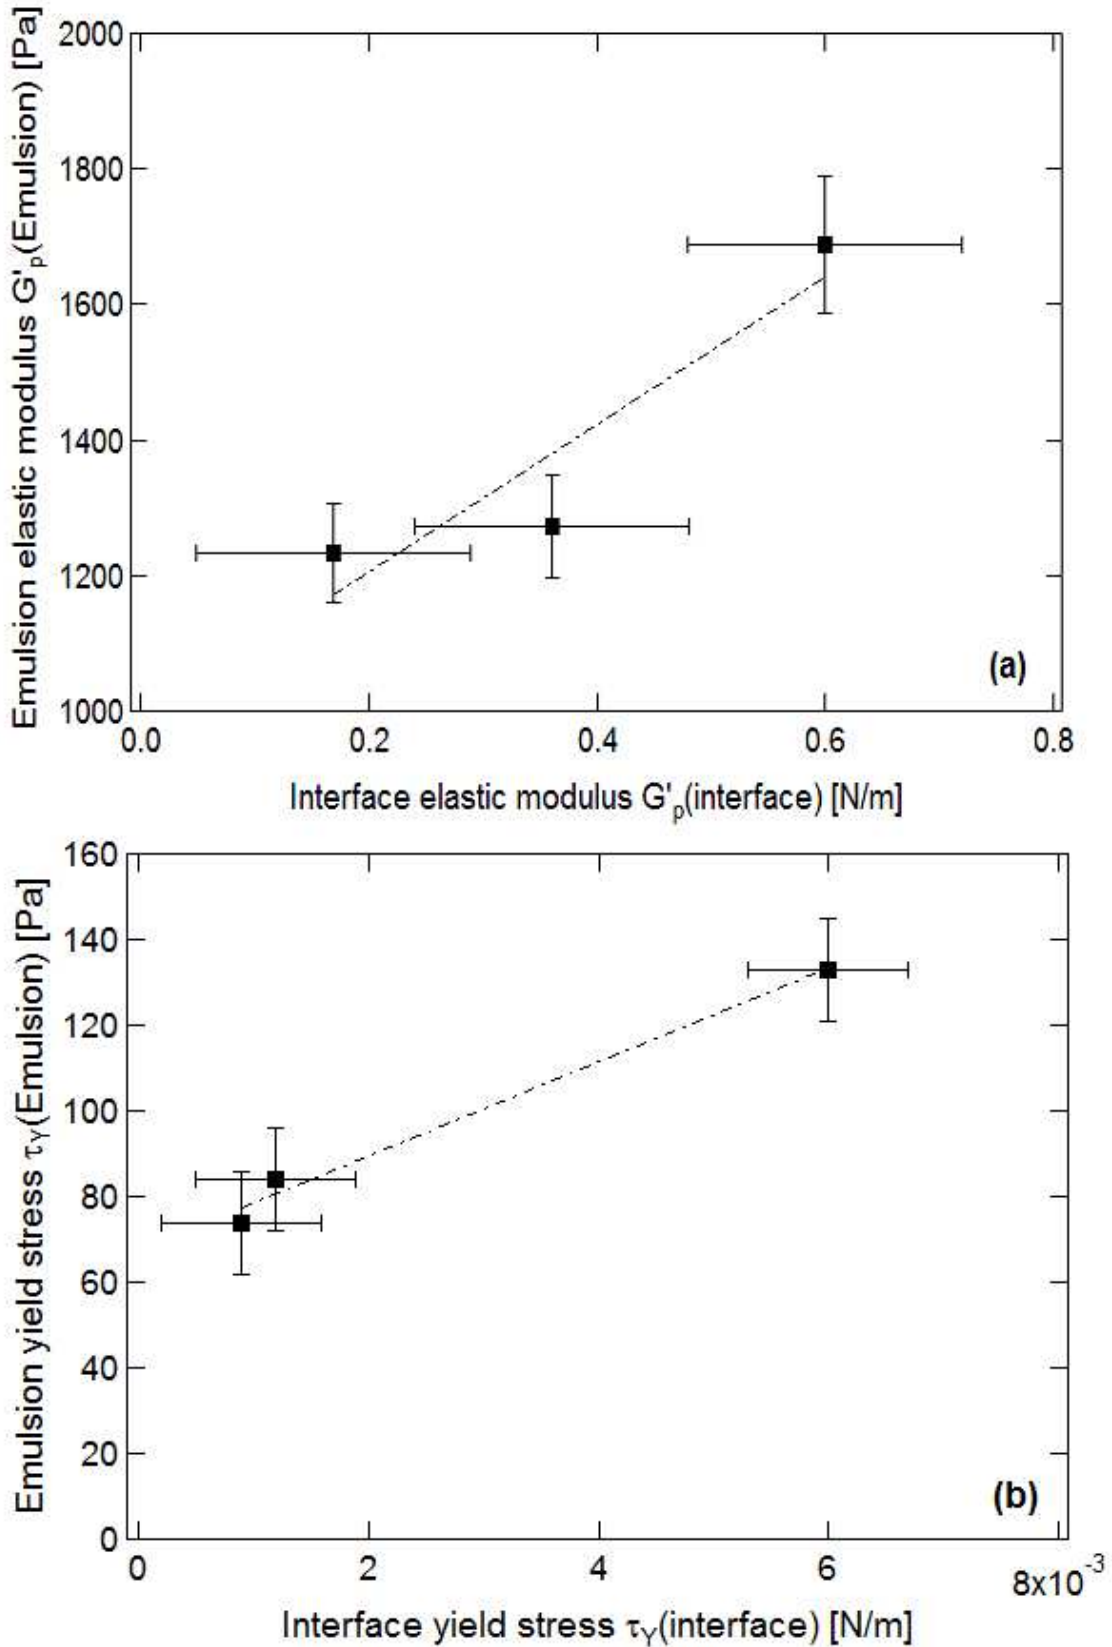 Emulsion elastic modulus G'p(Emulsion) [Pa]
2000
1800
1600
1400
1200
1000
0.0 0.2 0.4 0.6 0.8
(a)
Interface elastic modulus G'p(interface) [N/m]
Emulsion yield stress τY(Emulsion) [Pa]
160
140
120
100
80
60
40
20
0
0 2 4 6 8x10-3
(b)
Interface yield stress τY(interface) [N/m]